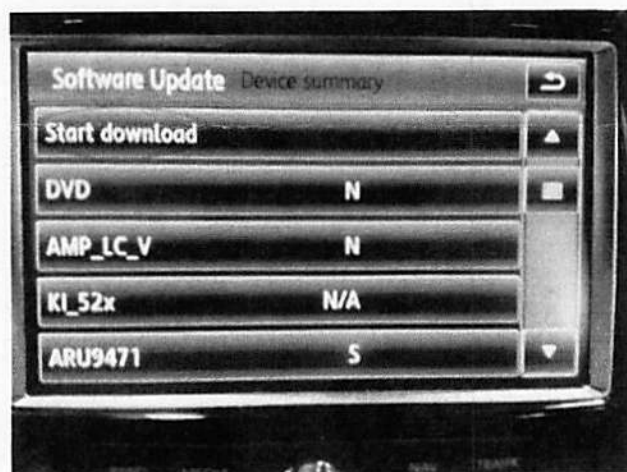 Software Update Device summary
Start download
DVD N
AMP_LC_V N
KI_52x N/A
ARU9471 S